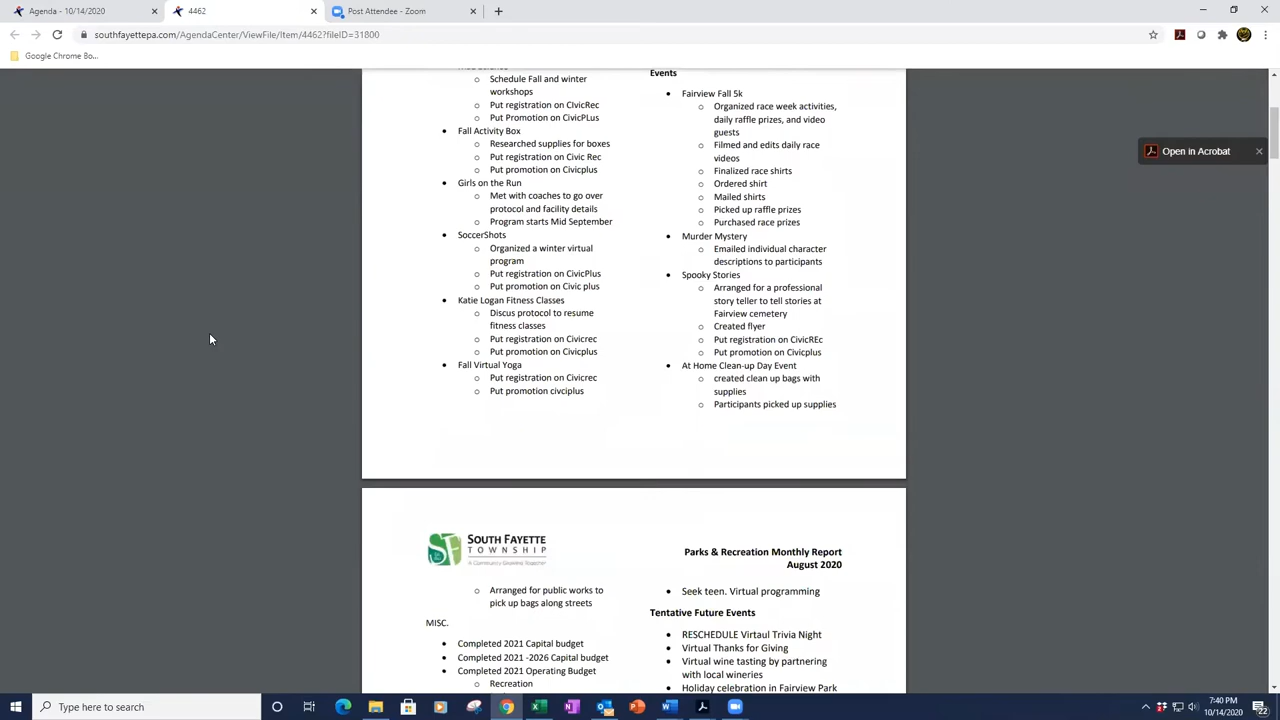 Agenda - 10/14/2020
4462
Post Attendee - Zoom
southfayettepa.com/AgendaCenter/ViewFile/Item/4462?fileID=31800
Google Chrome Bo...
Open in Acrobat
Schedule Fall and winter
workshops
Put registration on CIvicRec
Put Promotion on CivicPLus
Fall Activity Box
Researched supplies for boxes
Put registration on Civic Rec
Put promotion on Civicplus
Girls on the Run
Met with coaches to go over
protocol and facility details
Program starts Mid September
SoccerShots
Organized a winter virtual
program
Put registration on CivicPlus
Put promotion on Civic plus
Katie Logan Fitness Classes
Discus protocol to resume
fitness classes
Put registration on Civicrec
Put promotion on Civicplus
Fall Virtual Yoga
Put registration on Civicrec
Put promotion civciplus
Events
Fairview Fall 5k
Organized race week activities,
daily raffle prizes, and video
guests
Filmed and edits daily race
videos
Finalized race shirts
Ordered shirt
Mailed shirts
Picked up raffle prizes
Purchased race prizes
Murder Mystery
Emailed individual character
descriptions to participants
Spooky Stories
Arranged for a professional
story teller to tell stories at
Fairview cemetery
Created flyer
Put registration on CivicREc
Put promotion on Civicplus
At Home Clean-up Day Event
created clean up bags with
supplies
Participants picked up supplies
SOUTH FAYETTE
TOWNSHIP
A Community Growing Together
Parks & Recreation Monthly Report
August 2020
Arranged for public works to
pick up bags along streets
MISC.
Completed 2021 Capital budget
Completed 2021 -2026 Capital budget
Completed 2021 Operating Budget
Recreation
Seek teen. Virtual programming
Tentative Future Events
RESCHEDULE Virtaul Trivia Night
Virtual Thanks for Giving
Virtual wine tasting by partnering
with local wineries
Holiday celebration in Fairview Park
Type here to search
7:40 PM
10/14/2020
22